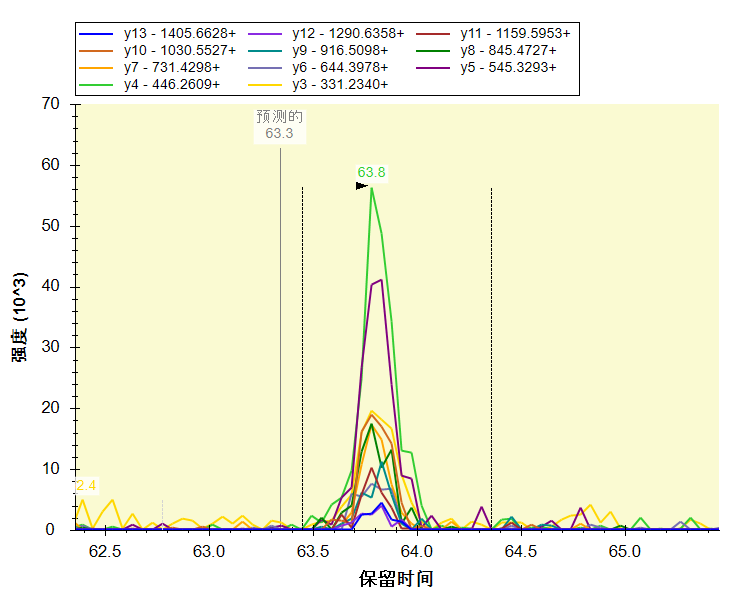 y13 - 1405.6628+ y12 - 1290.6358+ y11 - 1159.5953+
y10 - 1030.5527+ y9 - 916.5098+ y8 - 845.4727+
y7 - 731.4298+ y6 - 644.3978+ y5 - 545.3293+
y4 - 446.2609+ y3 - 331.2340+
70
预测的
63.3
60
63.8
50
强度 (10^3)
40
30
20
10
2.4
0
62.5 63.0 63.5 64.0 64.5 65.0
保留时间